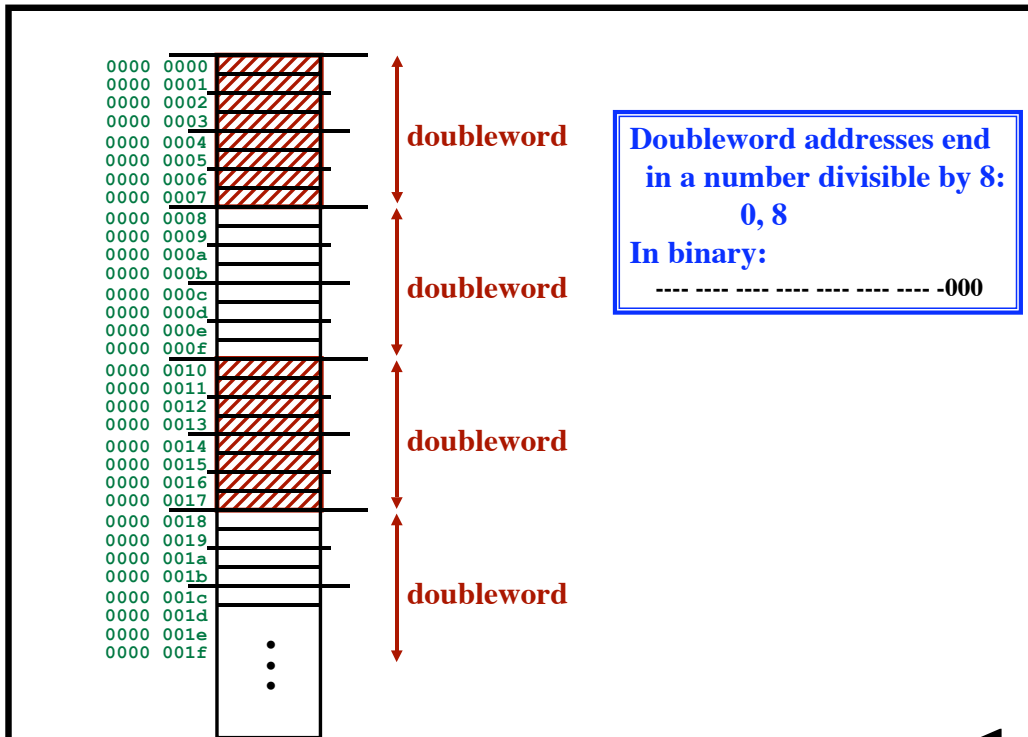 0000 0000
0000 0001
0000 0002
0000 0003
0000 0004
0000 0005
0000 0006
0000 0007
0000 0008
0000 0009
0000 000a
0000 000b
0000 000c
0000 000d
0000 000e
0000 000f
0000 0010
0000 0011
0000 0012
0000 0013
0000 0014
0000 0015
0000 0016
0000 0017
0000 0018
0000 0019
0000 001a
0000 001b
0000 001c
0000 001d
0000 001e
0000 001f
doubleword
doubleword
doubleword
doubleword
Doubleword addresses end
in a number divisible by 8:
0, 8
In binary:
---- ---- ---- ---- ---- ---- ---- -000